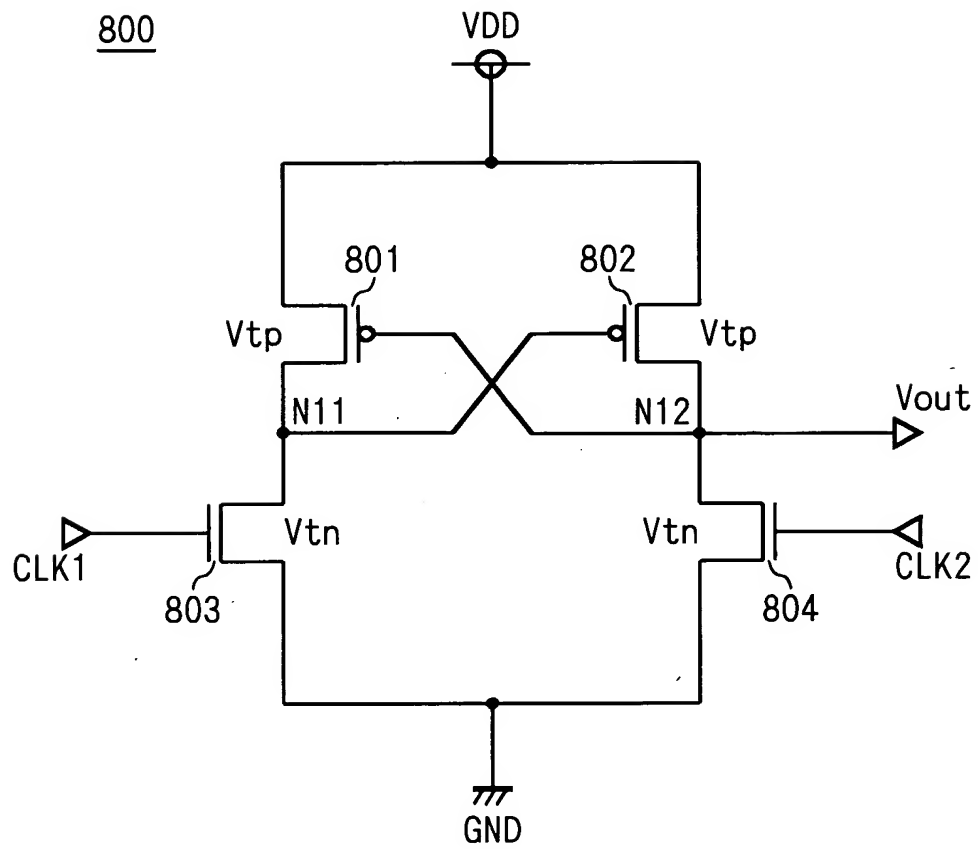 800
VDD
801
802
Vtp
Vtp
N11
N12
Vout
Vtn
Vtn
CLK1
CLK2
803
804
GND